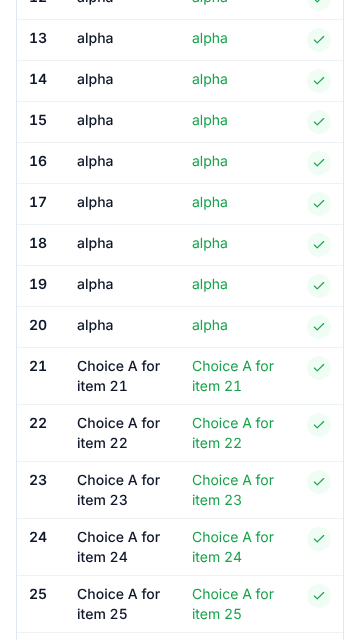 12 alpha alpha
13 alpha alpha
14 alpha alpha
15 alpha alpha
16 alpha alpha
17 alpha alpha
18 alpha alpha
19 alpha alpha
20 alpha alpha
21 Choice A for Choice A for
item 21 item 21
22 Choice A for Choice A for
item 22 item 22
23 Choice A for Choice A for
item 23 item 23
24 Choice A for Choice A for
item 24 item 24
25 Choice A for Choice A for
item 25 item 25